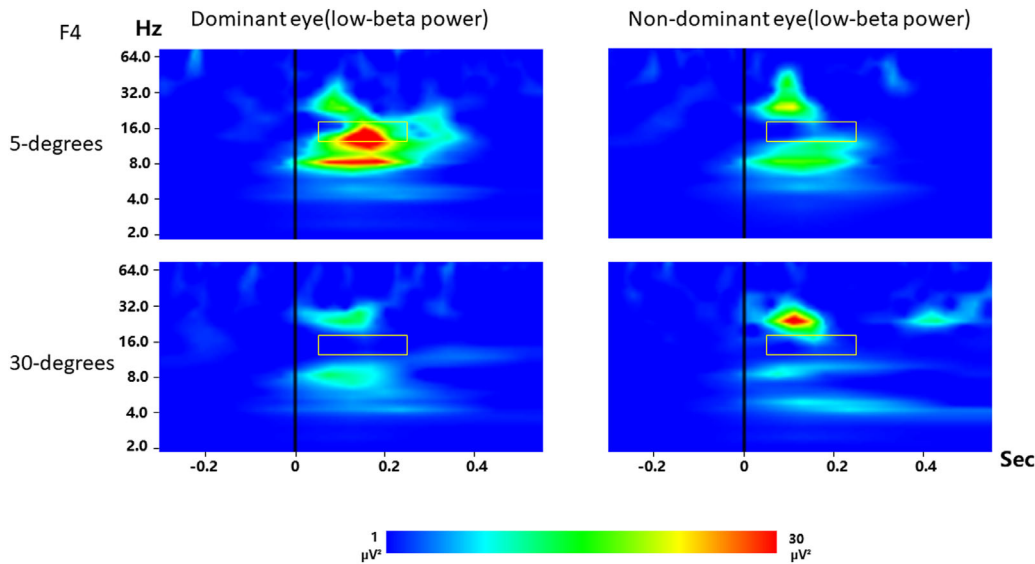 F4
Dominant eye(low-beta power)
Non-dominant eye(low-beta power)
Hz
5-degrees
64.0
32.0
16.0
8.0
4.0
2.0
30-degrees
64.0
32.0
16.0
8.0
4.0
2.0
-0.2 0 0.2 0.4
-0.2 0 0.2 0.4
Sec
1
μV²
30
μV²